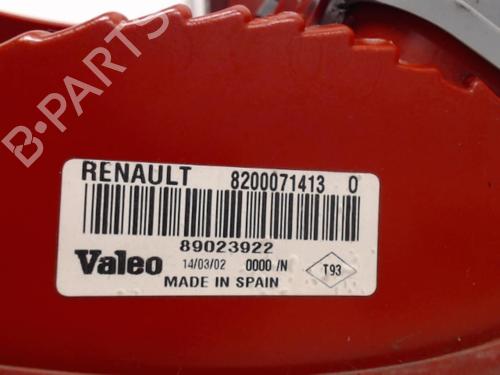 RENAULT 8200071413 0
89023922
Valeo 14/03/02 0000 /N T93
MADE IN SPAIN
B-PARTS